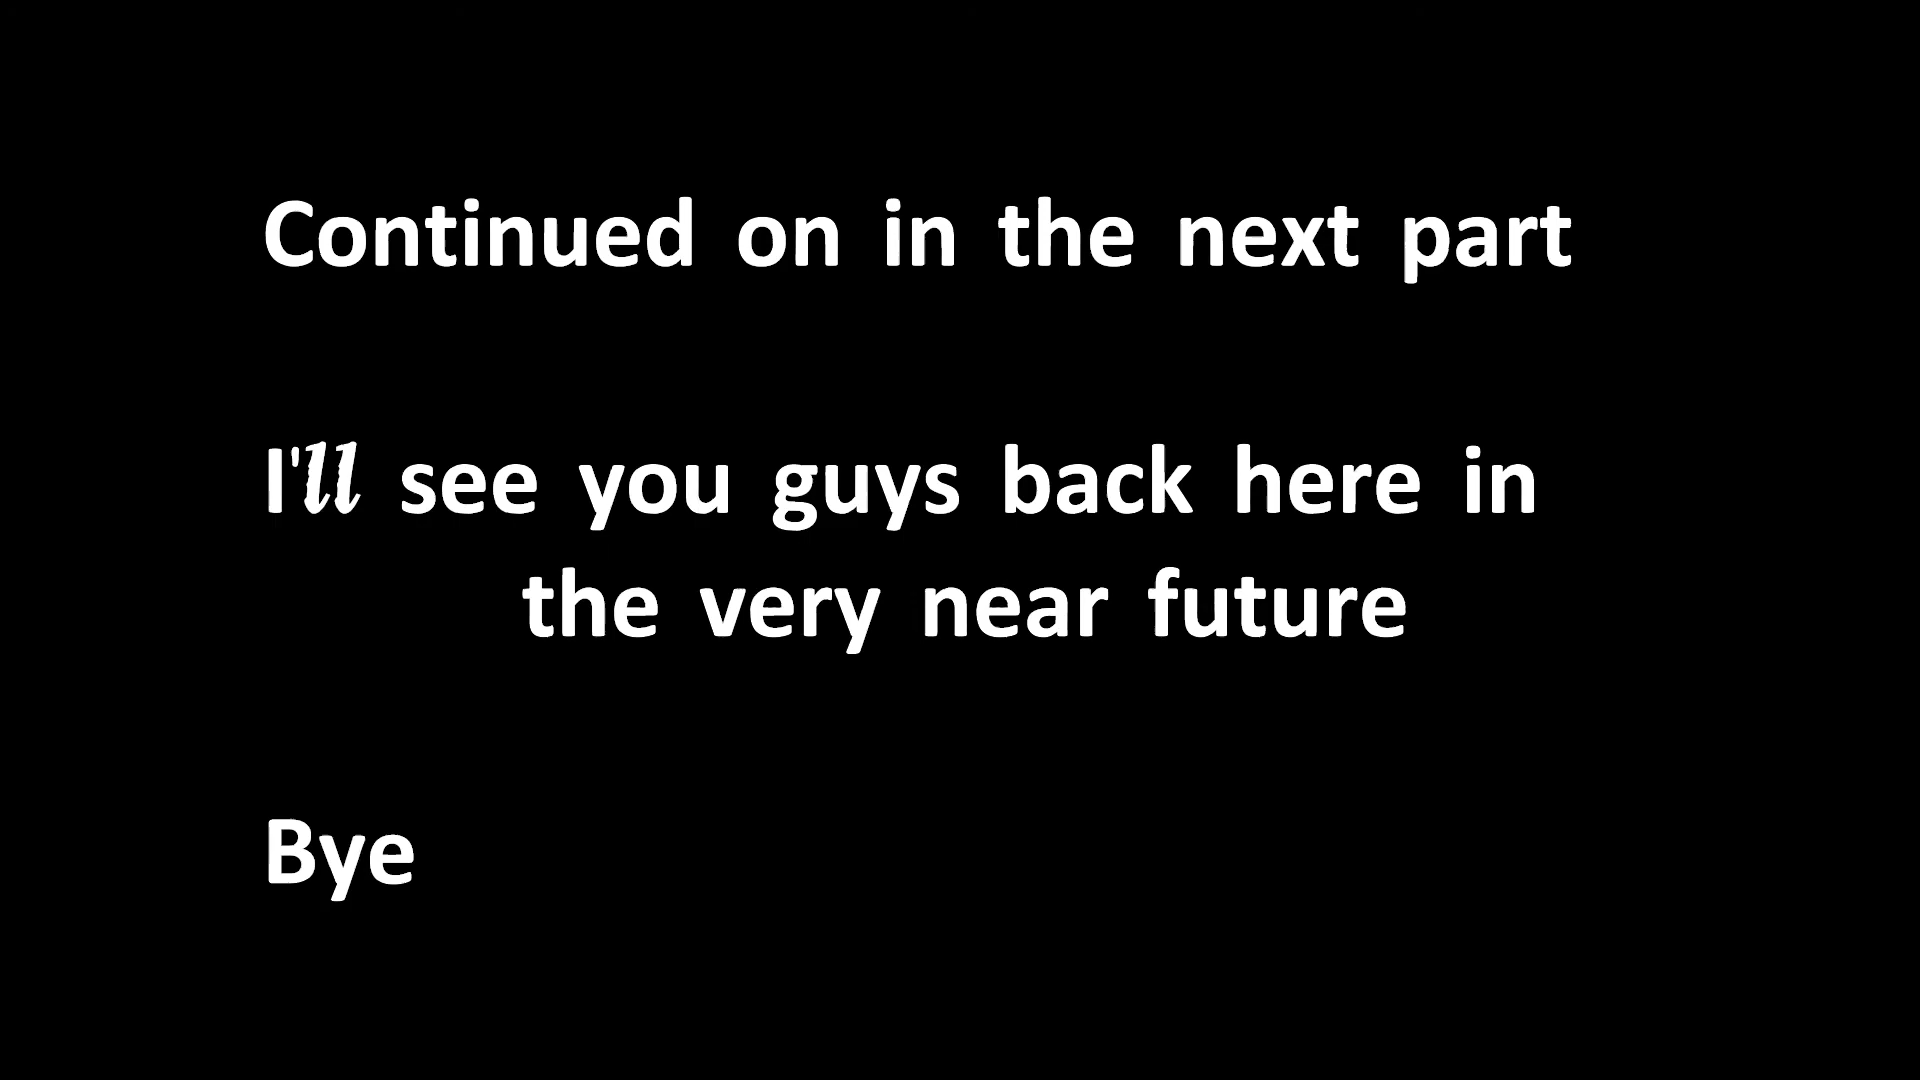 Continued on in the next part
I'll see you guys back here in
the very near future
Bye